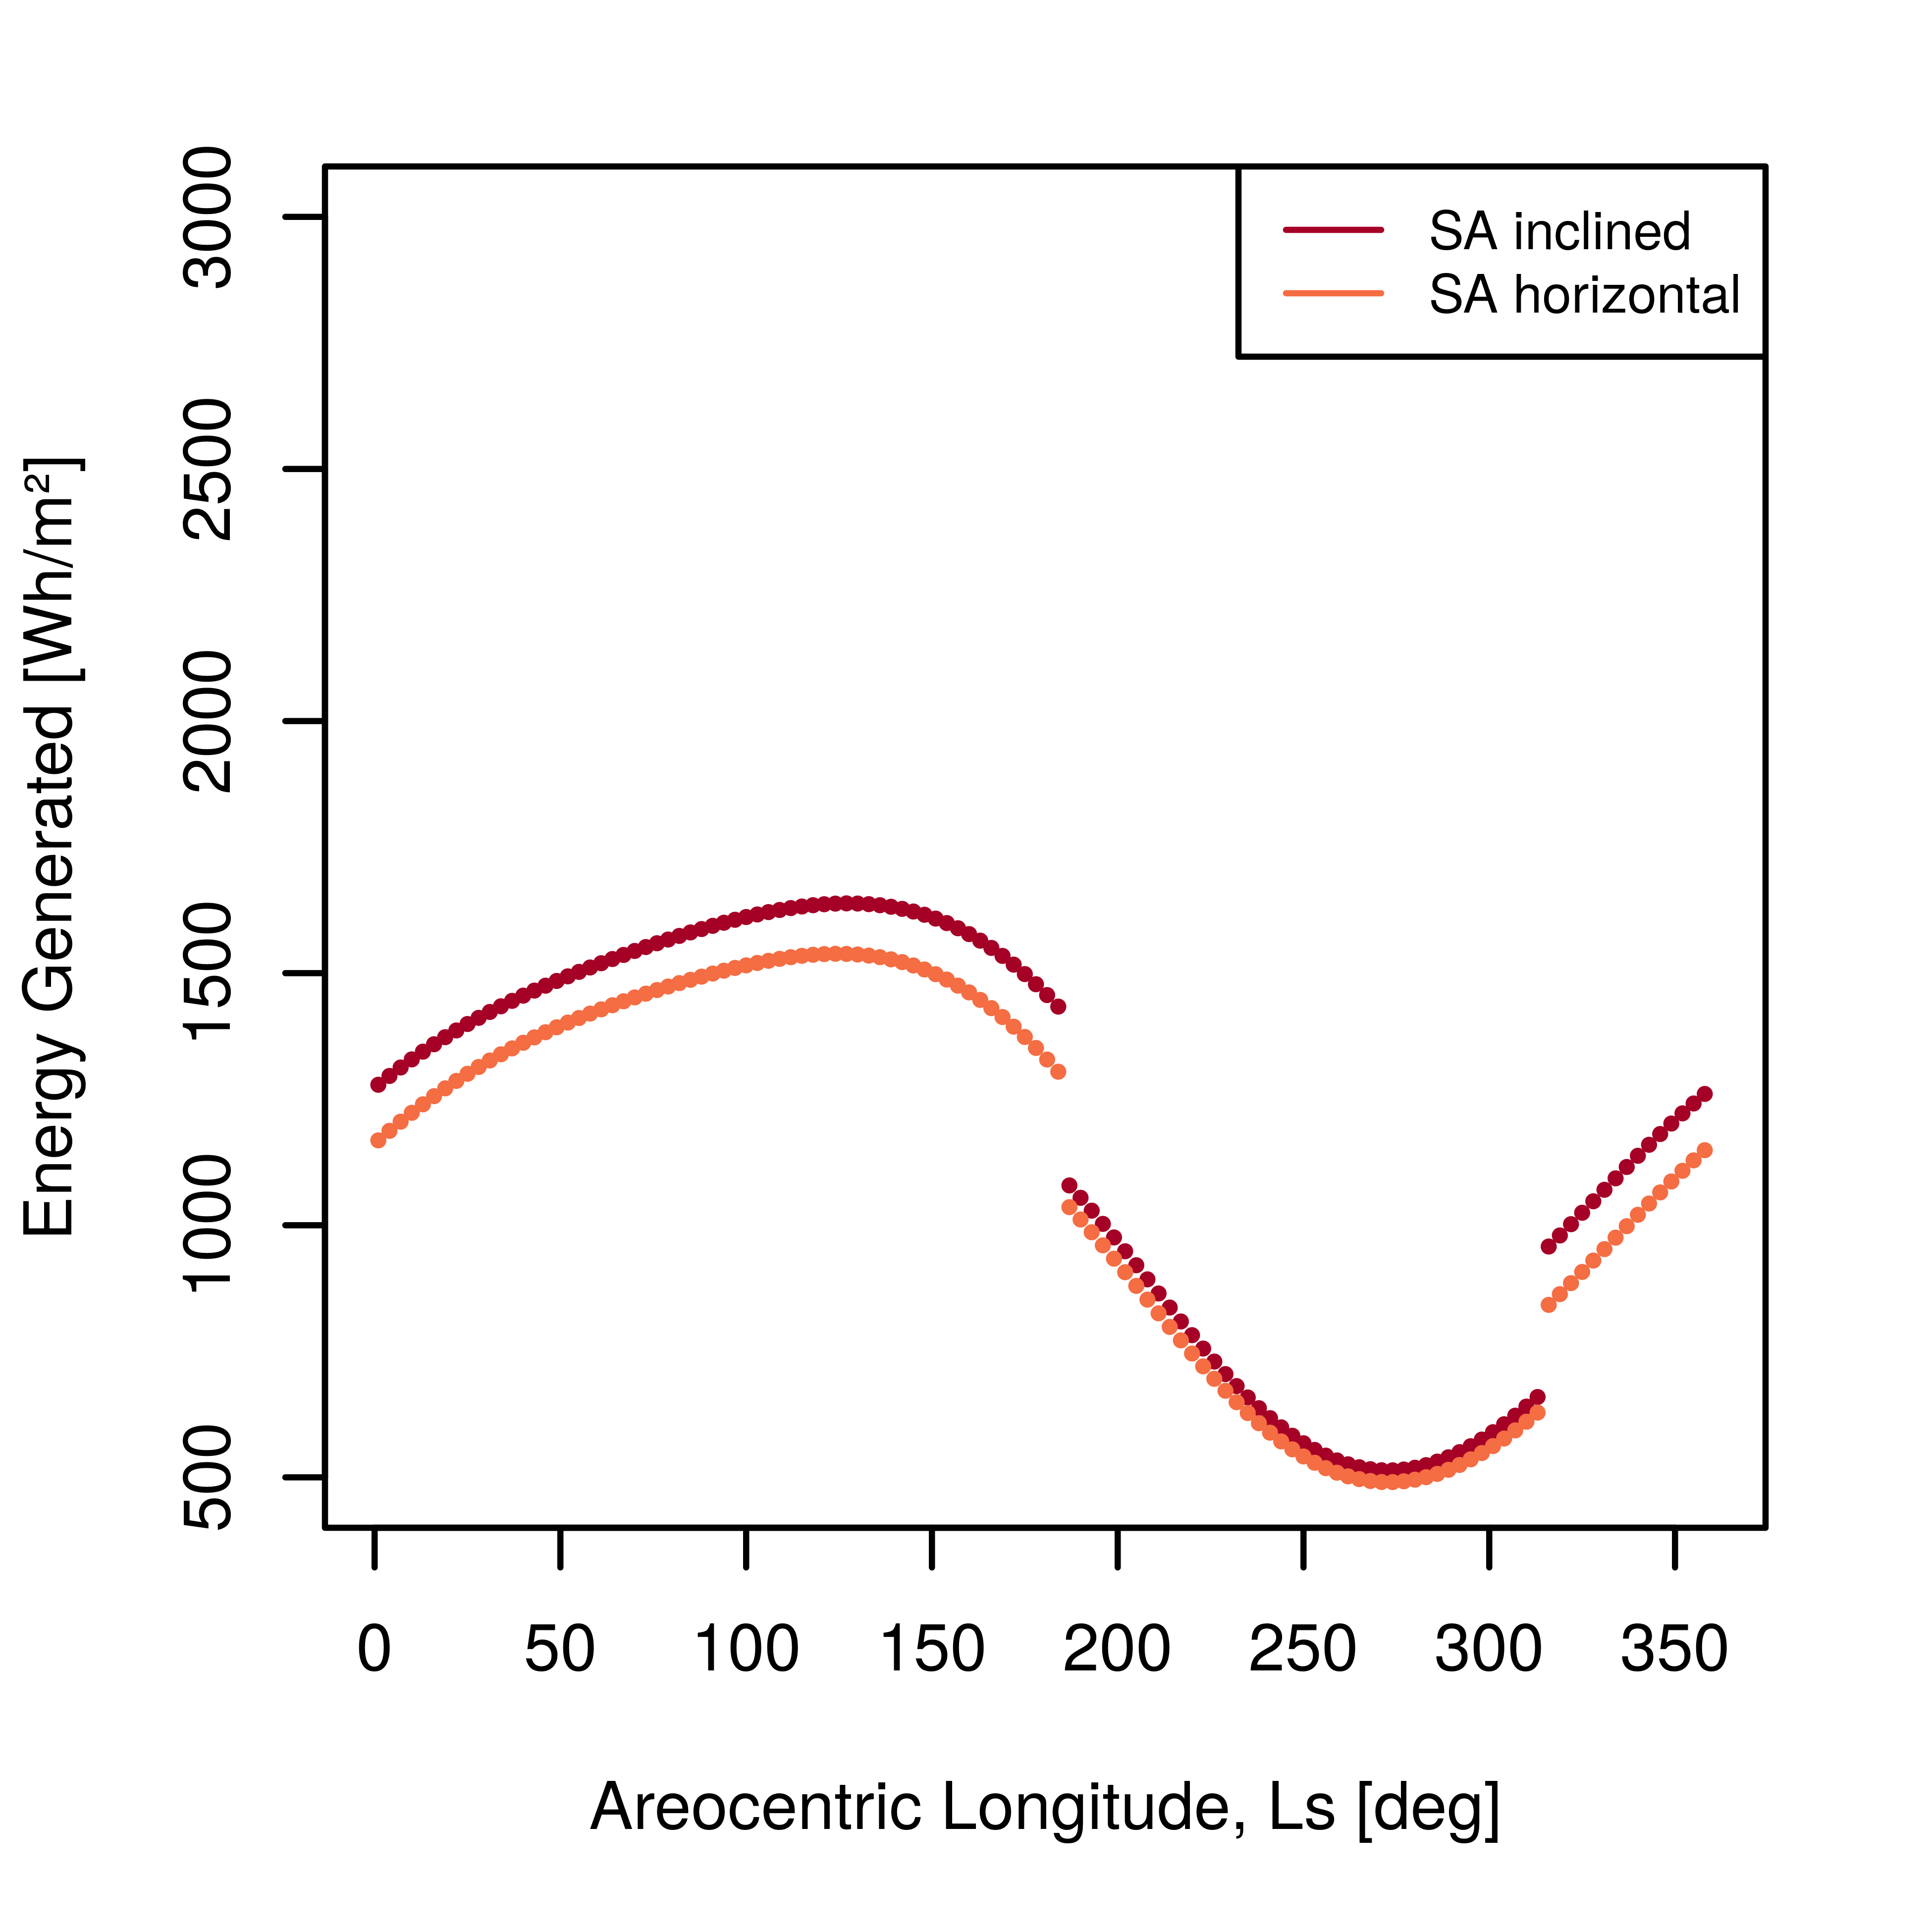 SA inclined
SA horizontal
Energy Generated [Wh/m²]
3000
2500
2000
1500
1000
500
0 50 100 150 200 250 300 350
Areocentric Longitude, Ls [deg]